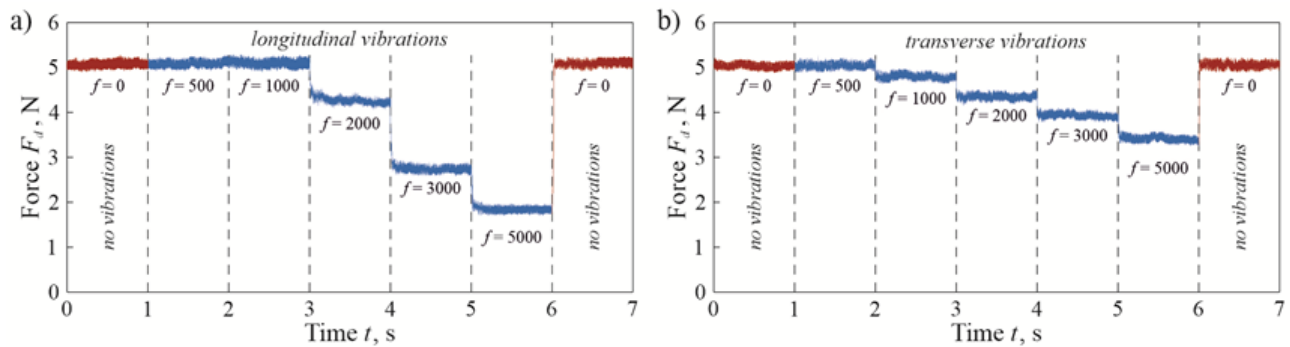 a)
Force F_d, N
6
5
4
3
2
1
0
longitudinal vibrations
f = 0
f = 500
f = 1000
f = 2000
f = 3000
f = 5000
f = 0
no vibrations
no vibrations
0 1 2 3 4 5 6 7
Time t, s
b)
Force F_d, N
6
5
4
3
2
1
0
transverse vibrations
f = 0
f = 500
f = 1000
f = 2000
f = 3000
f = 5000
f = 0
no vibrations
no vibrations
0 1 2 3 4 5 6 7
Time t, s